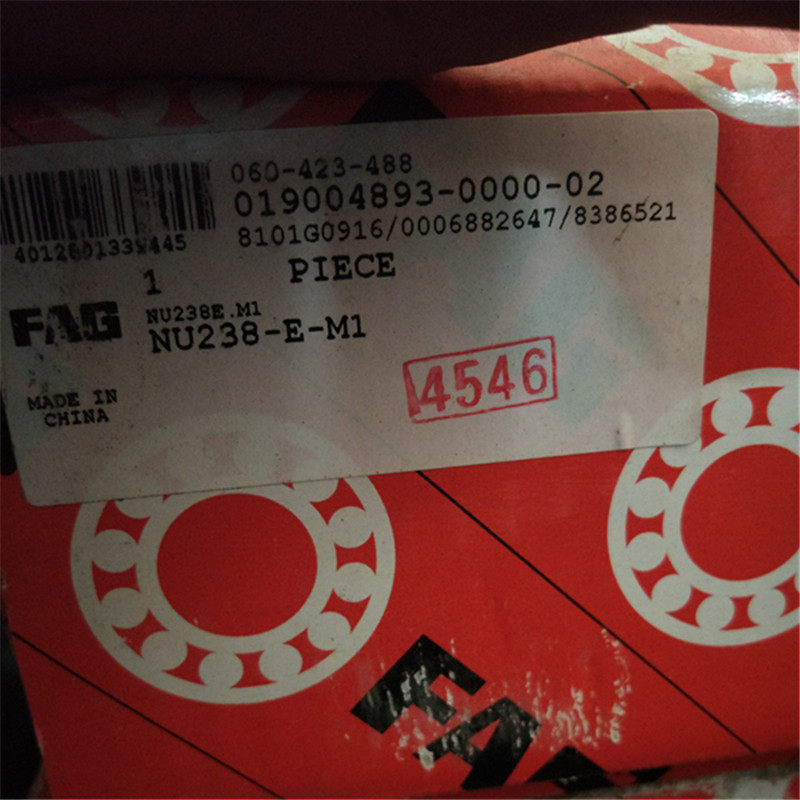 060-423-488
019004893-0000-02
8101G0916/0006882647/8386521
1 PIECE
FAG
NU238E.M1
NU238-E-M1
4546
MADE IN
CHINA
FAG